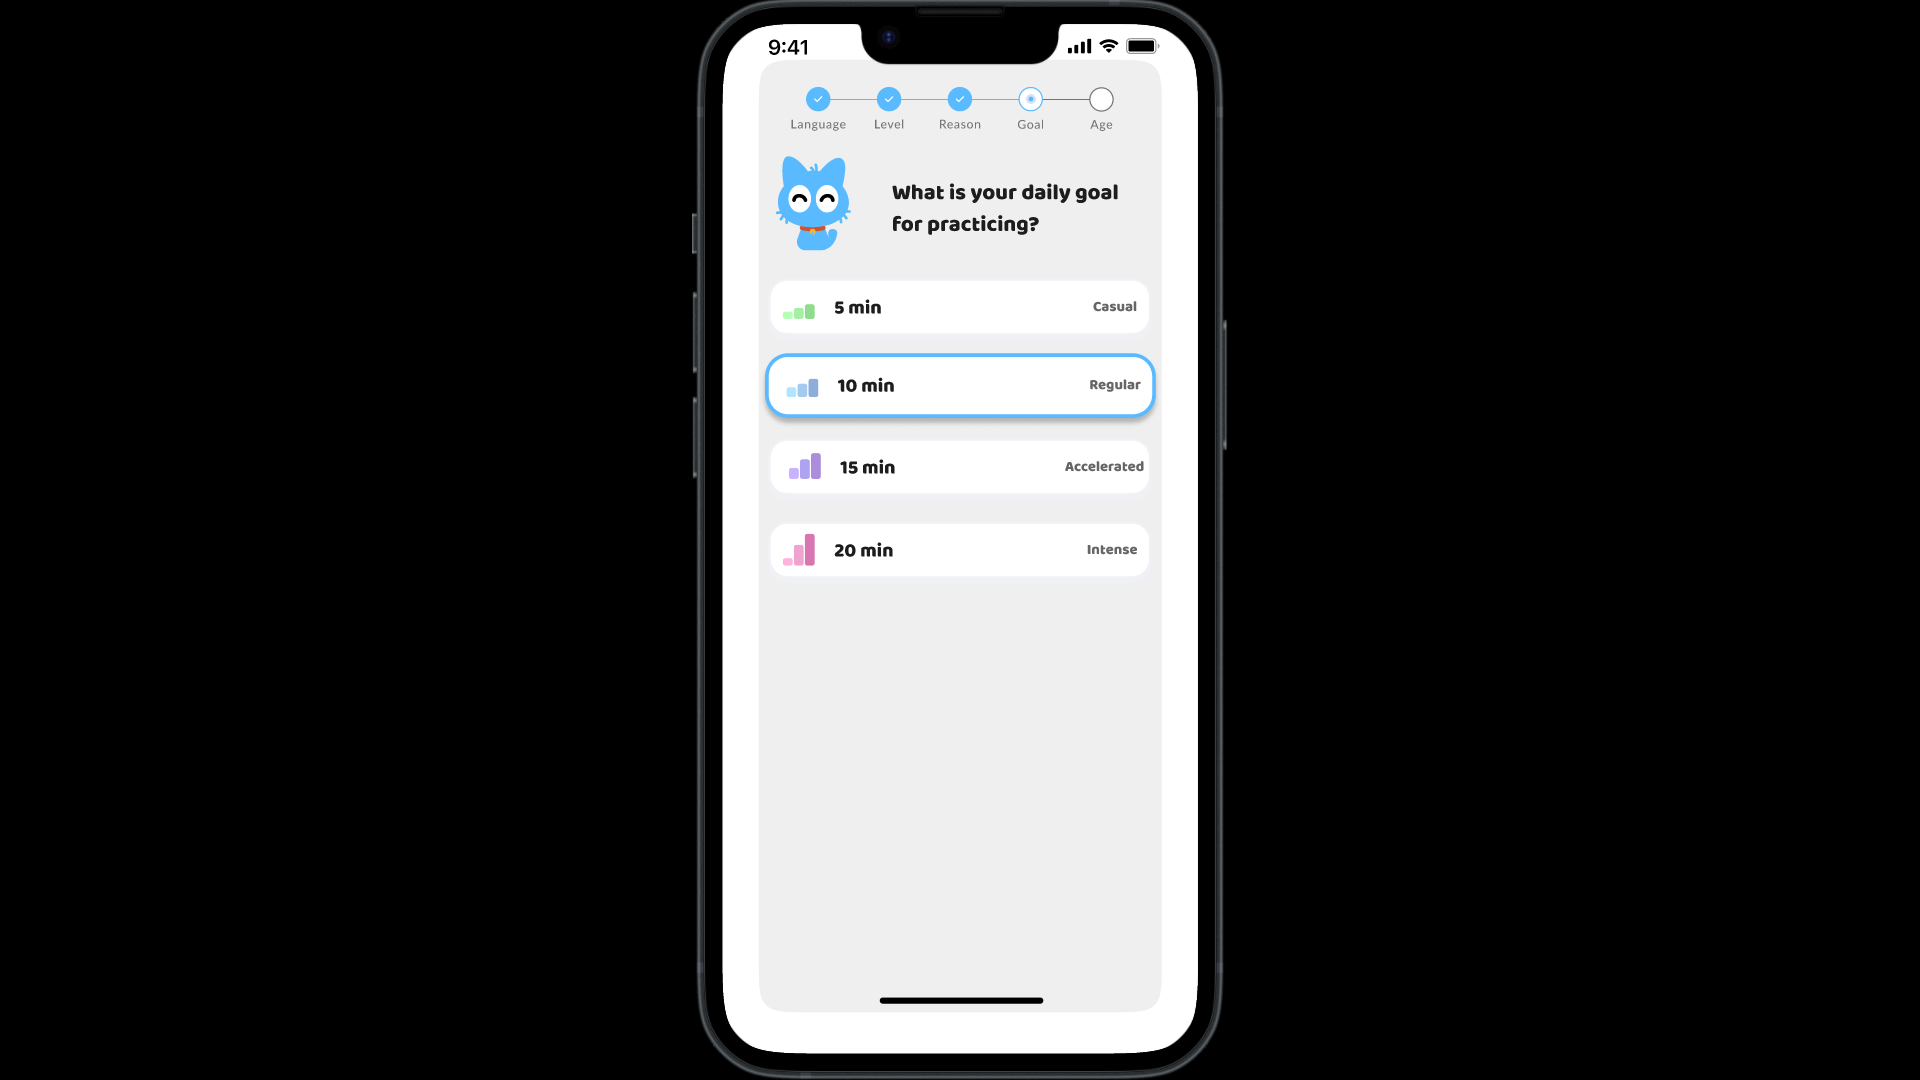 9:41
Language Level Reason Goal Age
What is your daily goal
for practicing?
5 min Casual
10 min Regular
15 min Accelerated
20 min Intense